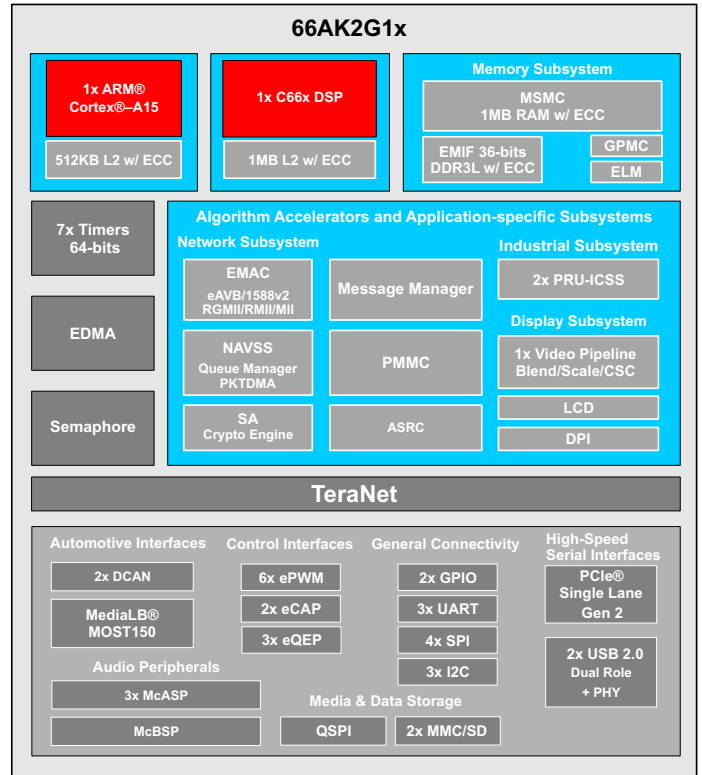 66AK2G1x
1x ARM®
Cortex®–A15
512KB L2 w/ ECC
1x C66x DSP
1MB L2 w/ ECC
Memory Subsystem
MSMC
1MB RAM w/ ECC
EMIF 36-bits
DDR3L w/ ECC
GPMC
ELM
7x Timers
64-bits
EDMA
Semaphore
Algorithm Accelerators and Application-specific Subsystems
Network Subsystem
EMAC
eAVB/1588v2
RGMII/RMII/MII
NAVSS
Queue Manager
PKTDMA
SA
Crypto Engine
Message Manager
PMMC
ASRC
Industrial Subsystem
2x PRU-ICSS
Display Subsystem
1x Video Pipeline
Blend/Scale/CSC
LCD
DPI
TeraNet
Automotive Interfaces
2x DCAN
MediaLB®
MOST150
Control Interfaces
6x ePWM
2x eCAP
3x eQEP
General Connectivity
2x GPIO
3x UART
4x SPI
3x I2C
High-Speed
Serial Interfaces
PCIe®
Single Lane
Gen 2
2x USB 2.0
Dual Role
+ PHY
Audio Peripherals
3x McASP
McBSP
Media & Data Storage
QSPI
2x MMC/SD